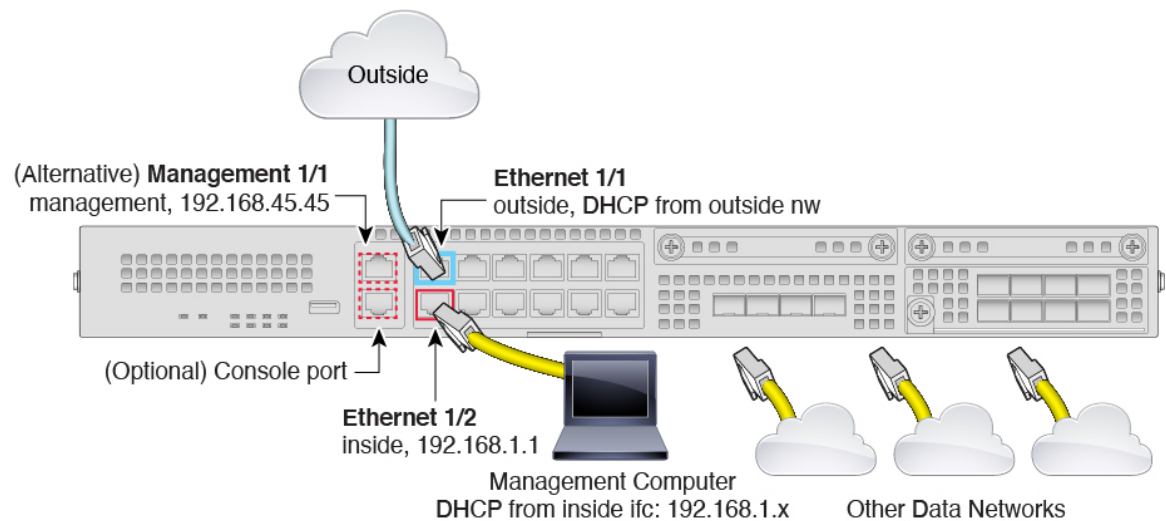 Outside
(Alternative) Management 1/1
management, 192.168.45.45
Ethernet 1/1
outside, DHCP from outside nw
(Optional) Console port
Ethernet 1/2
inside, 192.168.1.1
Management Computer
DHCP from inside ifc: 192.168.1.x
Other Data Networks